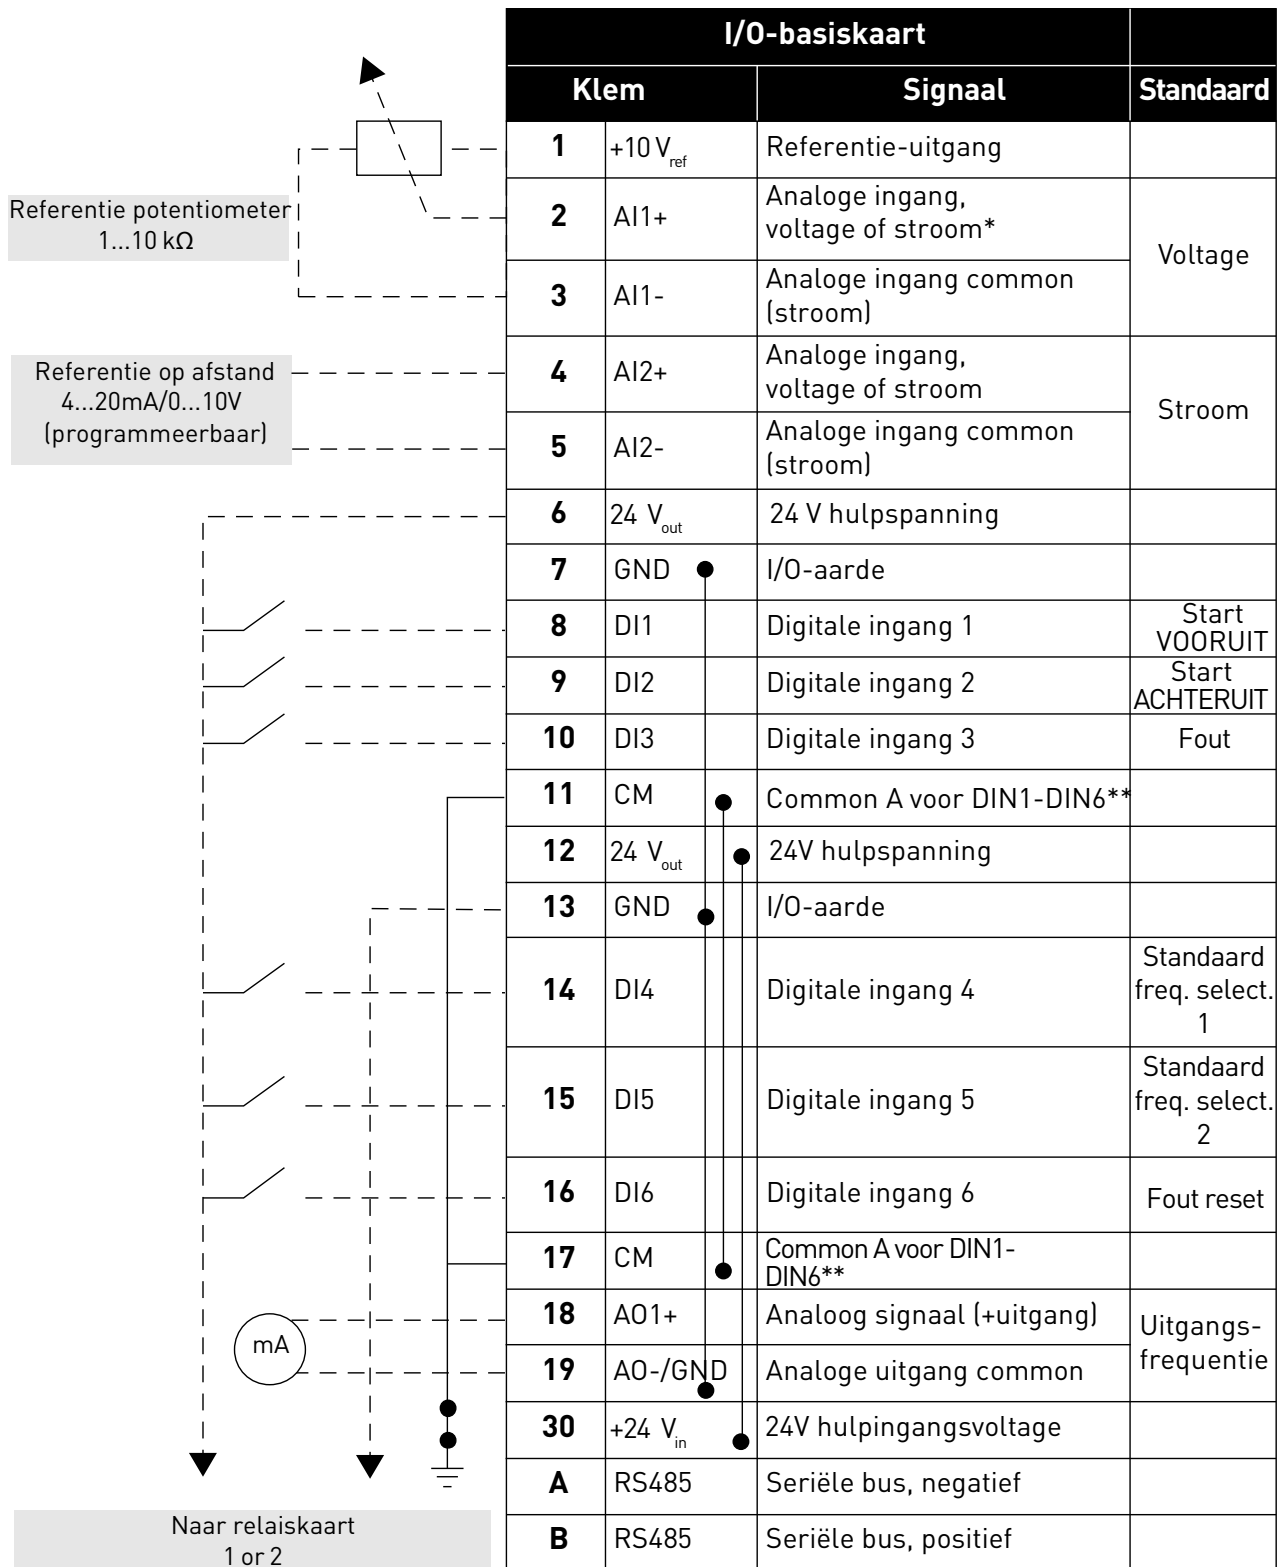 I/O-basiskaart
Klem Signaal Standaard
1 +10 Vref Referentie-uitgang
Referentie potentiometer
1...10 kΩ
2 AI1+ Analoge ingang,
voltage of stroom*
Voltage
3 AI1- Analoge ingang common
(stroom)
Referentie op afstand
4...20mA/0...10V
(programmeerbaar)
4 AI2+ Analoge ingang,
voltage of stroom
Stroom
5 AI2- Analoge ingang common
(stroom)
6 24 Vout 24 V hulpspanning
7 GND I/O-aarde
8 DI1 Digitale ingang 1 Start
VOORUIT
9 DI2 Digitale ingang 2 Start
ACHTERUIT
10 DI3 Digitale ingang 3 Fout
11 CM Common A voor DIN1-DIN6**
12 24 Vout 24V hulpspanning
13 GND I/O-aarde
14 DI4 Digitale ingang 4 Standaard
freq. select.
1
15 DI5 Digitale ingang 5 Standaard
freq. select.
2
16 DI6 Digitale ingang 6 Fout reset
17 CM Common A voor DIN1-
DIN6**
mA
18 AO1+ Analoog signaal (+uitgang)
Uitgangs-
frequentie
19 AO-/GND Analoge uitgang common
30 +24 Vin 24V hulpingangsvoltage
A RS485 Seriële bus, negatief
B RS485 Seriële bus, positief
Naar relaiskaart
1 or 2